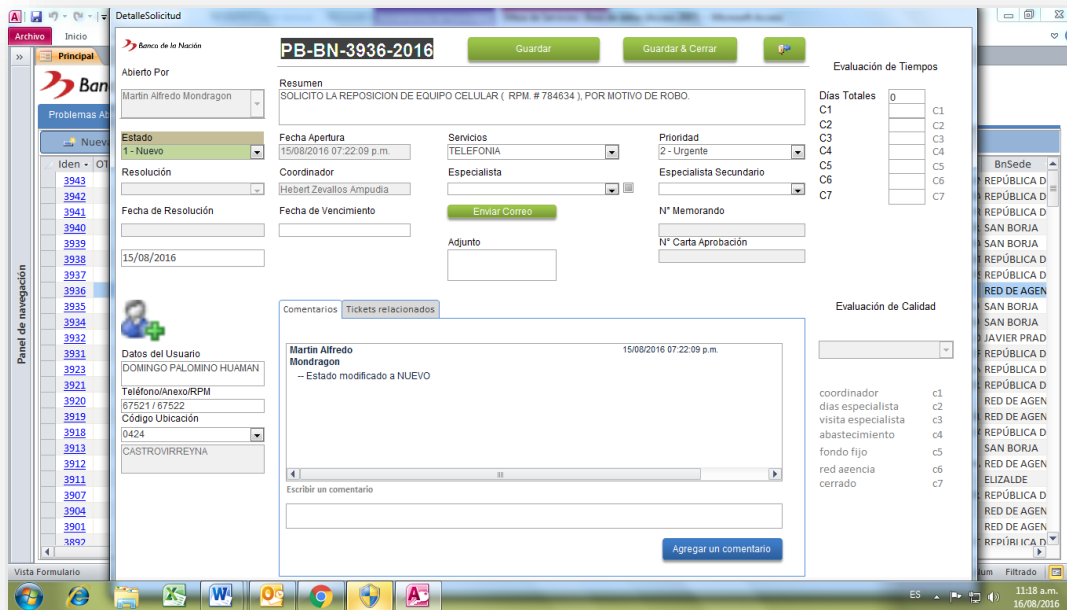 DetalleSolicitud
Archivo
Inicio
Principal
Problemas Ab
Nueva
Panel de navegación
Iden
OT
3943
3942
3941
3940
3939
3938
3937
3936
3935
3934
3932
3931
3923
3921
3920
3919
3918
3913
3912
3911
3907
3904
3901
3892
Banco de la Nación
PB-BN-3936-2016
Guardar
Guardar & Cerrar
Abierto Por
Martin Alfredo Mondragon
Resumen
SOLICITO LA REPOSICION DE EQUIPO CELULAR ( RPM. # 784634 ), POR MOTIVO DE ROBO.
Estado
1 - Nuevo
Fecha Apertura
15/08/2016 07:22:09 p.m.
Servicios
TELEFONIA
Prioridad
2 - Urgente
Resolución
Coordinador
Hebert Zevallos Ampudia
Especialista
Especialista Secundario
Fecha de Resolución
Fecha de Vencimiento
Enviar Correo
N° Memorando
Adjunto
N° Carta Aprobación
15/08/2016
Datos del Usuario
DOMINGO PALOMINO HUAMAN
Teléfono/Anexo/RPM
67521 / 67522
Código Ubicación
0424
CASTROVIRREYNA
Comentarios
Tickets relacionados
Martin Alfredo Mondragon
15/08/2016 07:22:09 p.m.
-- Estado modificado a NUEVO
Escribir un comentario
Agregar un comentario
Evaluación de Tiempos
Días Totales 0
C1 C1
C2 C2
C3 C3
C4 C4
C5 C5
C6 C6
C7 C7
Evaluación de Calidad
coordinador c1
dias especialista c2
visita especialista c3
abastecimiento c4
fondo fijo c5
red agencia c6
cerrado c7
BnSede
REPÚBLICA D
REPÚBLICA D
REPÚBLICA D
SAN BORJA
SAN BORJA
REPÚBLICA D
REPÚBLICA D
RED DE AGEN
SAN BORJA
SAN BORJA
JAVIER PRAD
REPÚBLICA D
REPÚBLICA D
REPÚBLICA D
RED DE AGEN
RED DE AGEN
REPÚBLICA D
SAN BORJA
RED DE AGEN
ELIZALDE
REPÚBLICA D
RED DE AGEN
RED DE AGEN
REPÚBLICA D
Vista Formulario
Filtrado
ES
11:18 a.m.
16/08/2016